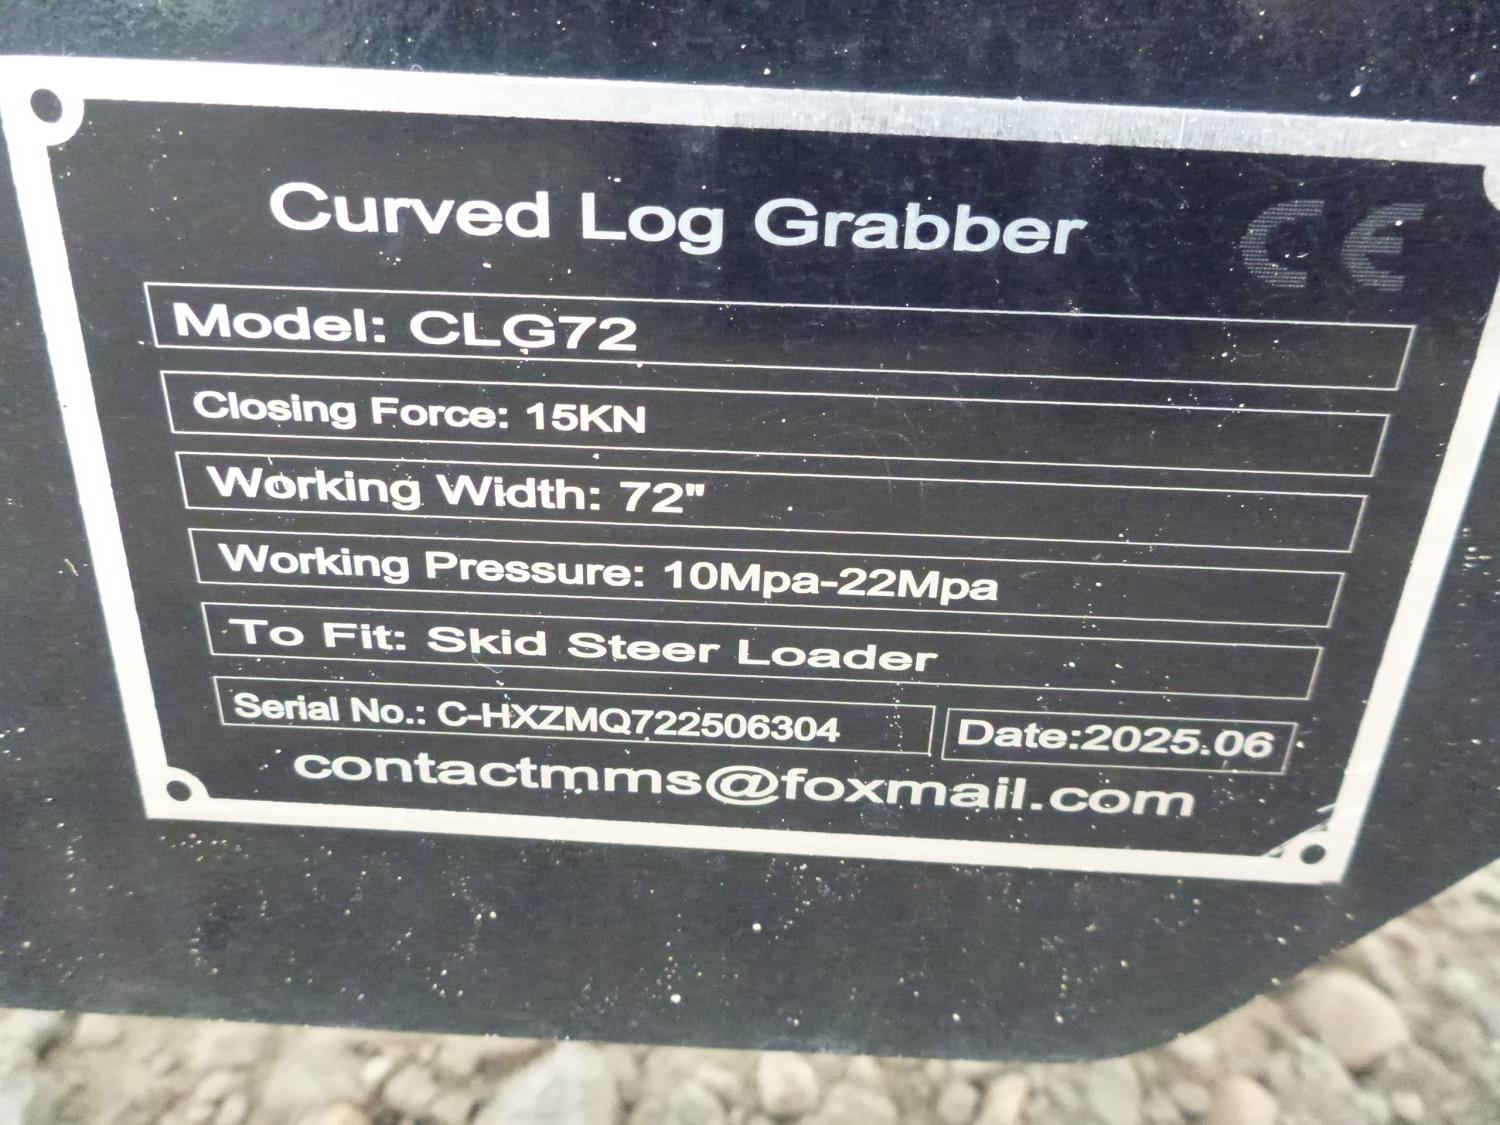 Curved Log Grabber CE
Model: CLG72
Closing Force: 15KN
Working Width: 72"
Working Pressure: 10Mpa-22Mpa
To Fit: Skid Steer Loader
Serial No.: C-HXZMQ722506304 Date:2025.06
contactmms@foxmail.com